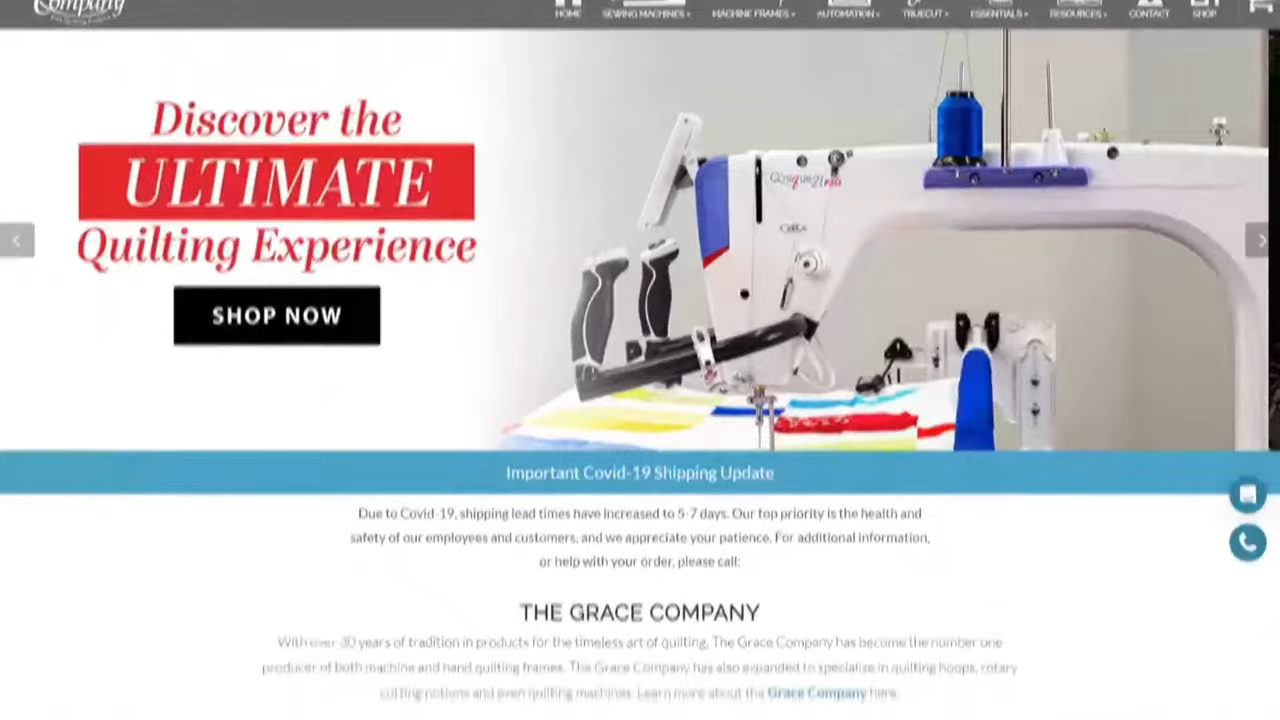 Company
HOME SEWING MACHINES MACHINE FRAMES AUTOMATION TRUECUT ESSENTIALS RESOURCES CONTACT SHOP
Discover the
ULTIMATE
Quilting Experience
SHOP NOW
Important Covid-19 Shipping Update
Due to Covid-19, shipping lead times have increased to 5-7 days. Our top priority is the health and
safety of our employees and customers, and we appreciate your patience. For additional information,
or help with your order, please call:
THE GRACE COMPANY
With over 30 years of tradition in products for the timeless art of quilting, The Grace Company has become the number one
producer of both machine and hand quilting frames. The Grace Company has also expanded to specialize in quilting hoops, rotary
cutting notions and even quilting machines. Learn more about the Grace Company here.